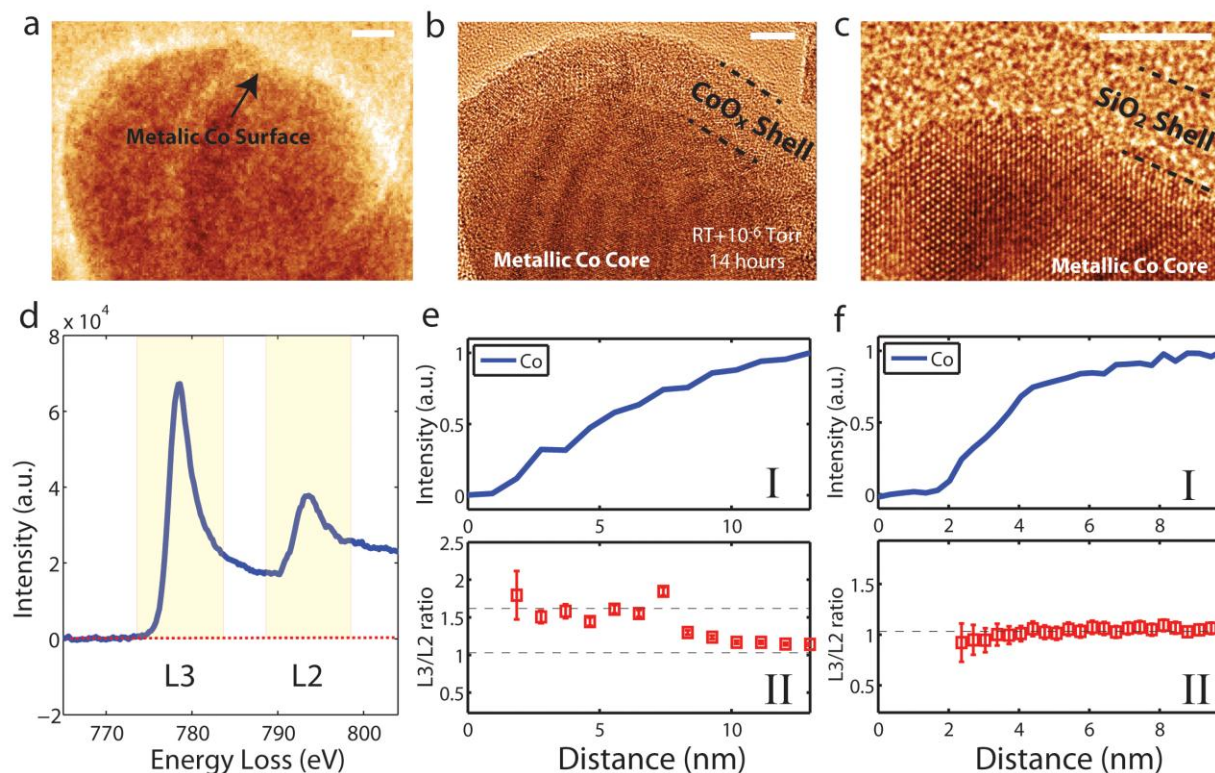 a
Metalic Co Surface
b
CoOx Shell
RT+10-6 Torr
14 hours
Metallic Co Core
c
SiO2 Shell
Metallic Co Core
d
x 10⁴
8
6
4
2
0
−2
770
780
790
800
L3
L2
Intensity (a.u.)
Energy Loss (eV)
e
Co
Intensity (a.u.)
1
0.5
0
0
5
10
I
L3/L2 ratio
2.5
2
1.5
1
0.5
II
0
5
10
Distance (nm)
f
Co
Intensity (a.u.)
1
0.5
0
0
2
4
6
8
I
L3/L2 ratio
1.5
1
0.5
II
0
2
4
6
8
Distance (nm)